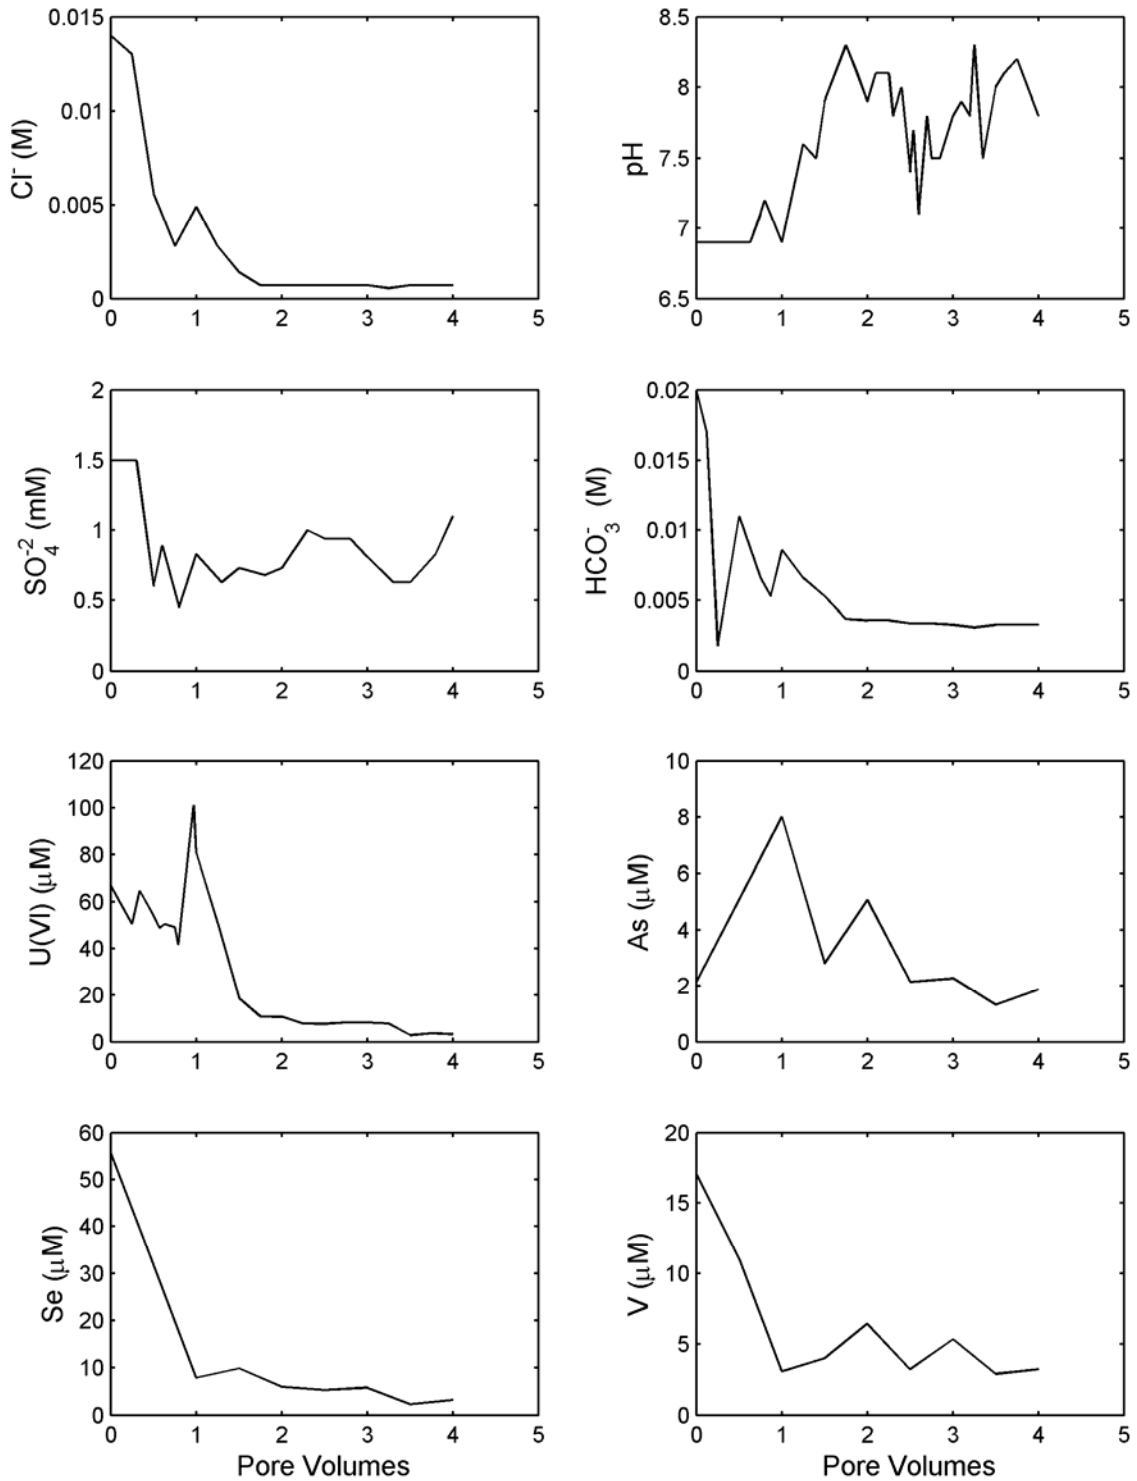 0.015
0.01
0.005
0
Cl⁻ (M)
0 1 2 3 4 5
8.5
8
7.5
7
6.5
pH
0 1 2 3 4 5
2
1.5
1
0.5
0
SO₄⁻² (mM)
0 1 2 3 4 5
0.02
0.015
0.01
0.005
0
HCO₃⁻ (M)
0 1 2 3 4 5
120
100
80
60
40
20
0
U(VI) (μM)
0 1 2 3 4 5
10
8
6
4
2
0
As (μM)
0 1 2 3 4 5
60
50
40
30
20
10
0
Se (μM)
0 1 2 3 4 5
Pore Volumes
20
15
10
5
0
V (μM)
0 1 2 3 4 5
Pore Volumes